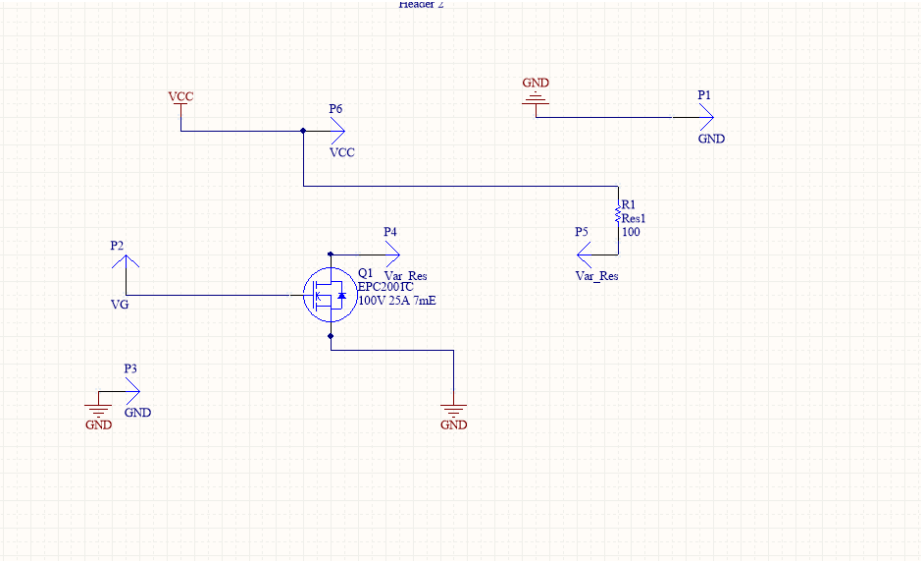 Header 2
GND
VCC
P1
P6
GND
VCC
R1
Res1
P5
100
P4
P2
Var_Res
Var_Res
Q1
EPC2001C
100V 25A 7mE
VG
P3
GND
GND
GND